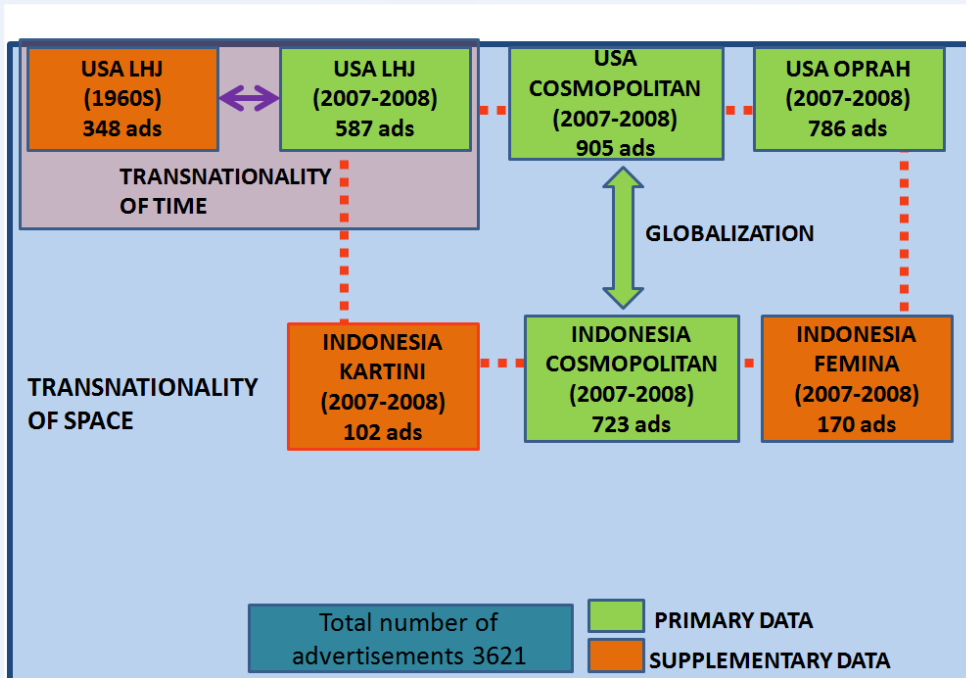 USA LHJ
(1960S)
348 ads
USA LHJ
(2007-2008)
587 ads
USA
COSMOPOLITAN
(2007-2008)
905 ads
USA OPRAH
(2007-2008)
786 ads
TRANSNATIONALITY
OF TIME
GLOBALIZATION
INDONESIA
KARTINI
(2007-2008)
102 ads
INDONESIA
COSMOPOLITAN
(2007-2008)
723 ads
INDONESIA
FEMINA
(2007-2008)
170 ads
TRANSNATIONALITY
OF SPACE
Total number of
advertisements 3621
PRIMARY DATA
SUPPLEMENTARY DATA